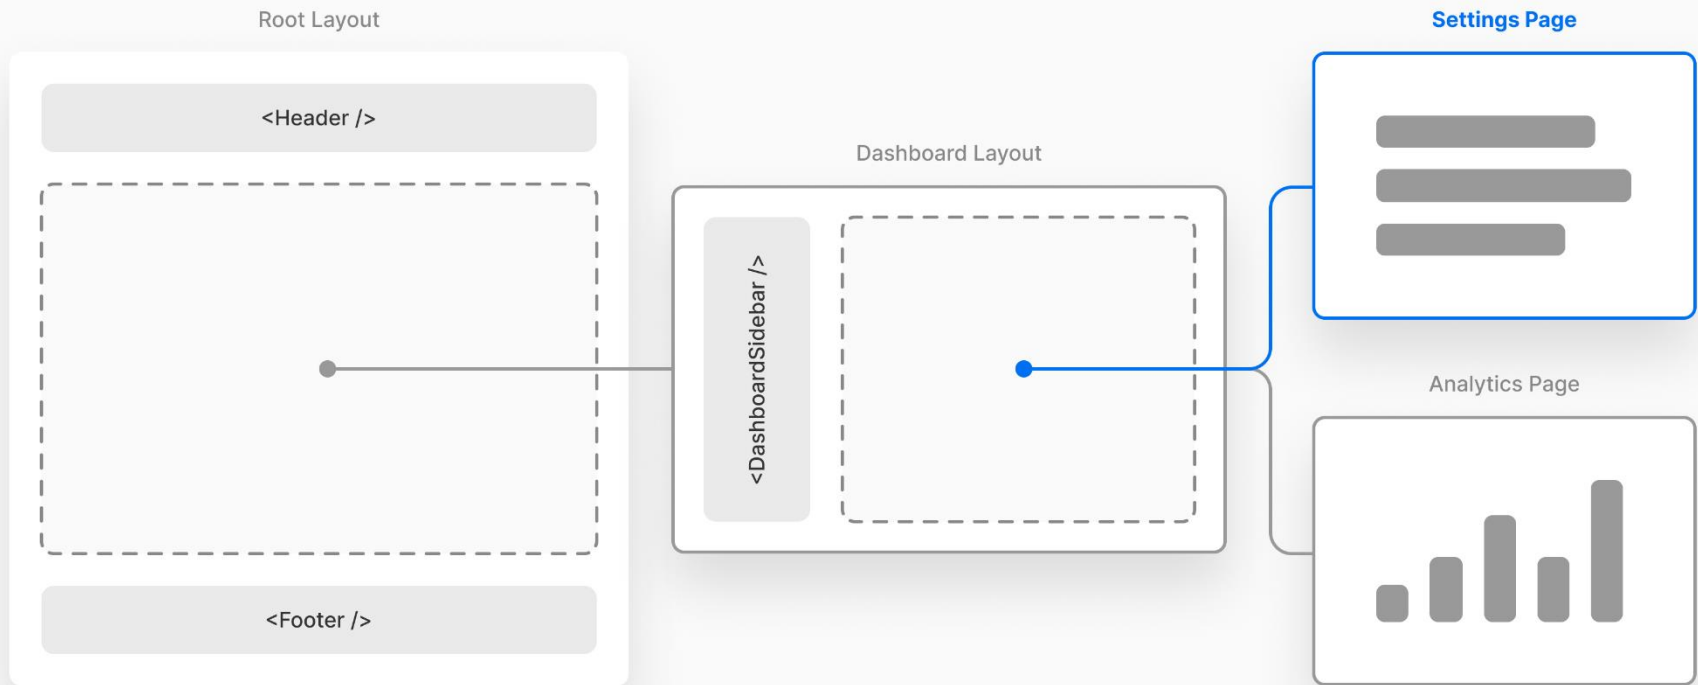 Root Layout
<Header />
<Footer />
Dashboard Layout
<DashboardSidebar />
Settings Page
Analytics Page